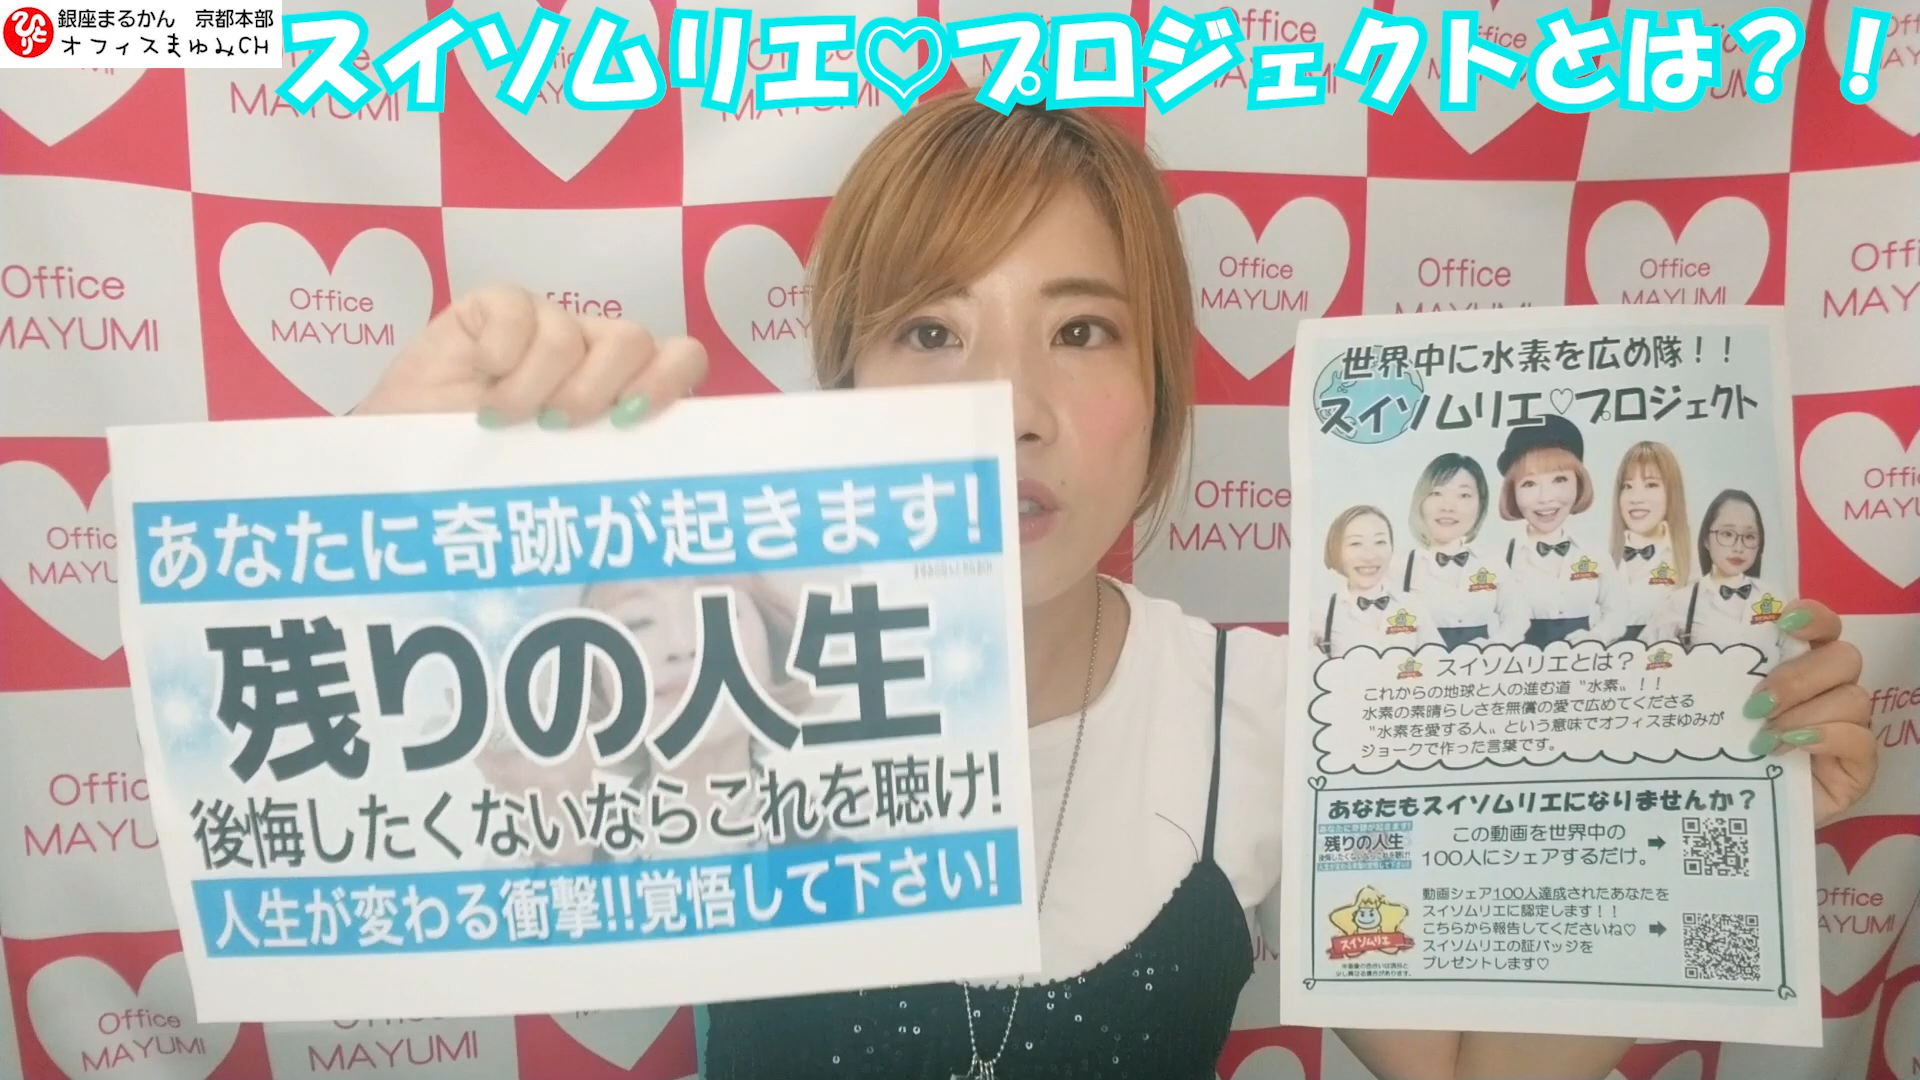 銀座まるかん 京都本部
オフィスまゆみCH
スイソムリエ♡プロジェクトとは?!
Office
MAYUMI
Office
MAYUMI
Office
MAYUMI
Office
MAYUMI
Office
MAYUMI
Office
MAYUMI
あなたに奇跡が起きます!
残りの人生
後悔したくないならこれを聴け!
人生が変わる衝撃!!覚悟して下さい!
世界中に水素を広め隊!!
スイソムリエ♡プロジェクト
スイソムリエとは?
これからの地球と人の進む道〝水素〟!!
水素の素晴らしさを無償の愛で広めてくださる
〝水素を愛する人〟という意味でオフィスまゆみが
ジョークで作った言葉です。
あなたもスイソムリエになりませんか?
この動画を世界中の
100人にシェアするだけ。
残りの人生
動画シェア100人達成されたあなたを
スイソムリエに認定します!!
こちらから報告してくださいね♡
スイソムリエの証バッジを
プレゼントします♡
スイソムリエ